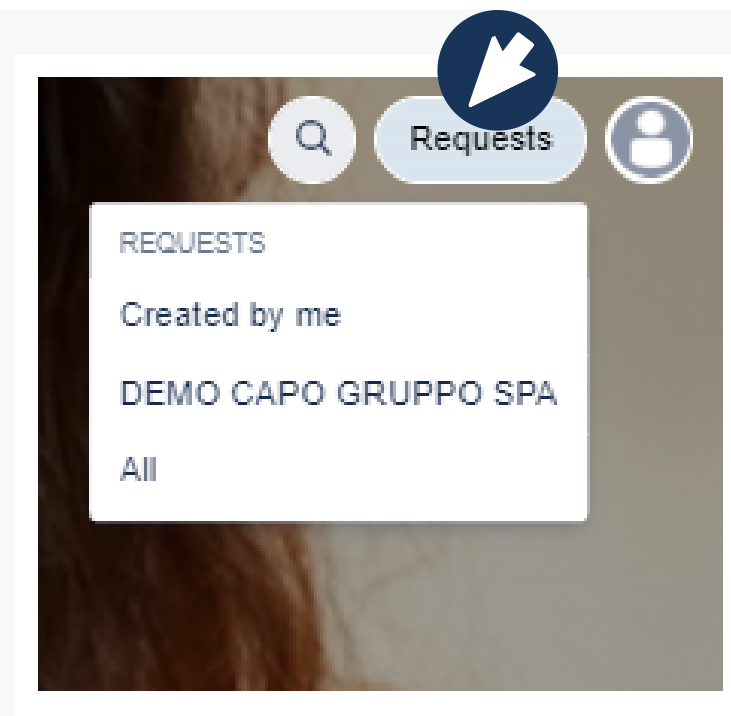 Requests
REQUESTS
Created by me
DEMO CAPO GRUPPO SPA
All